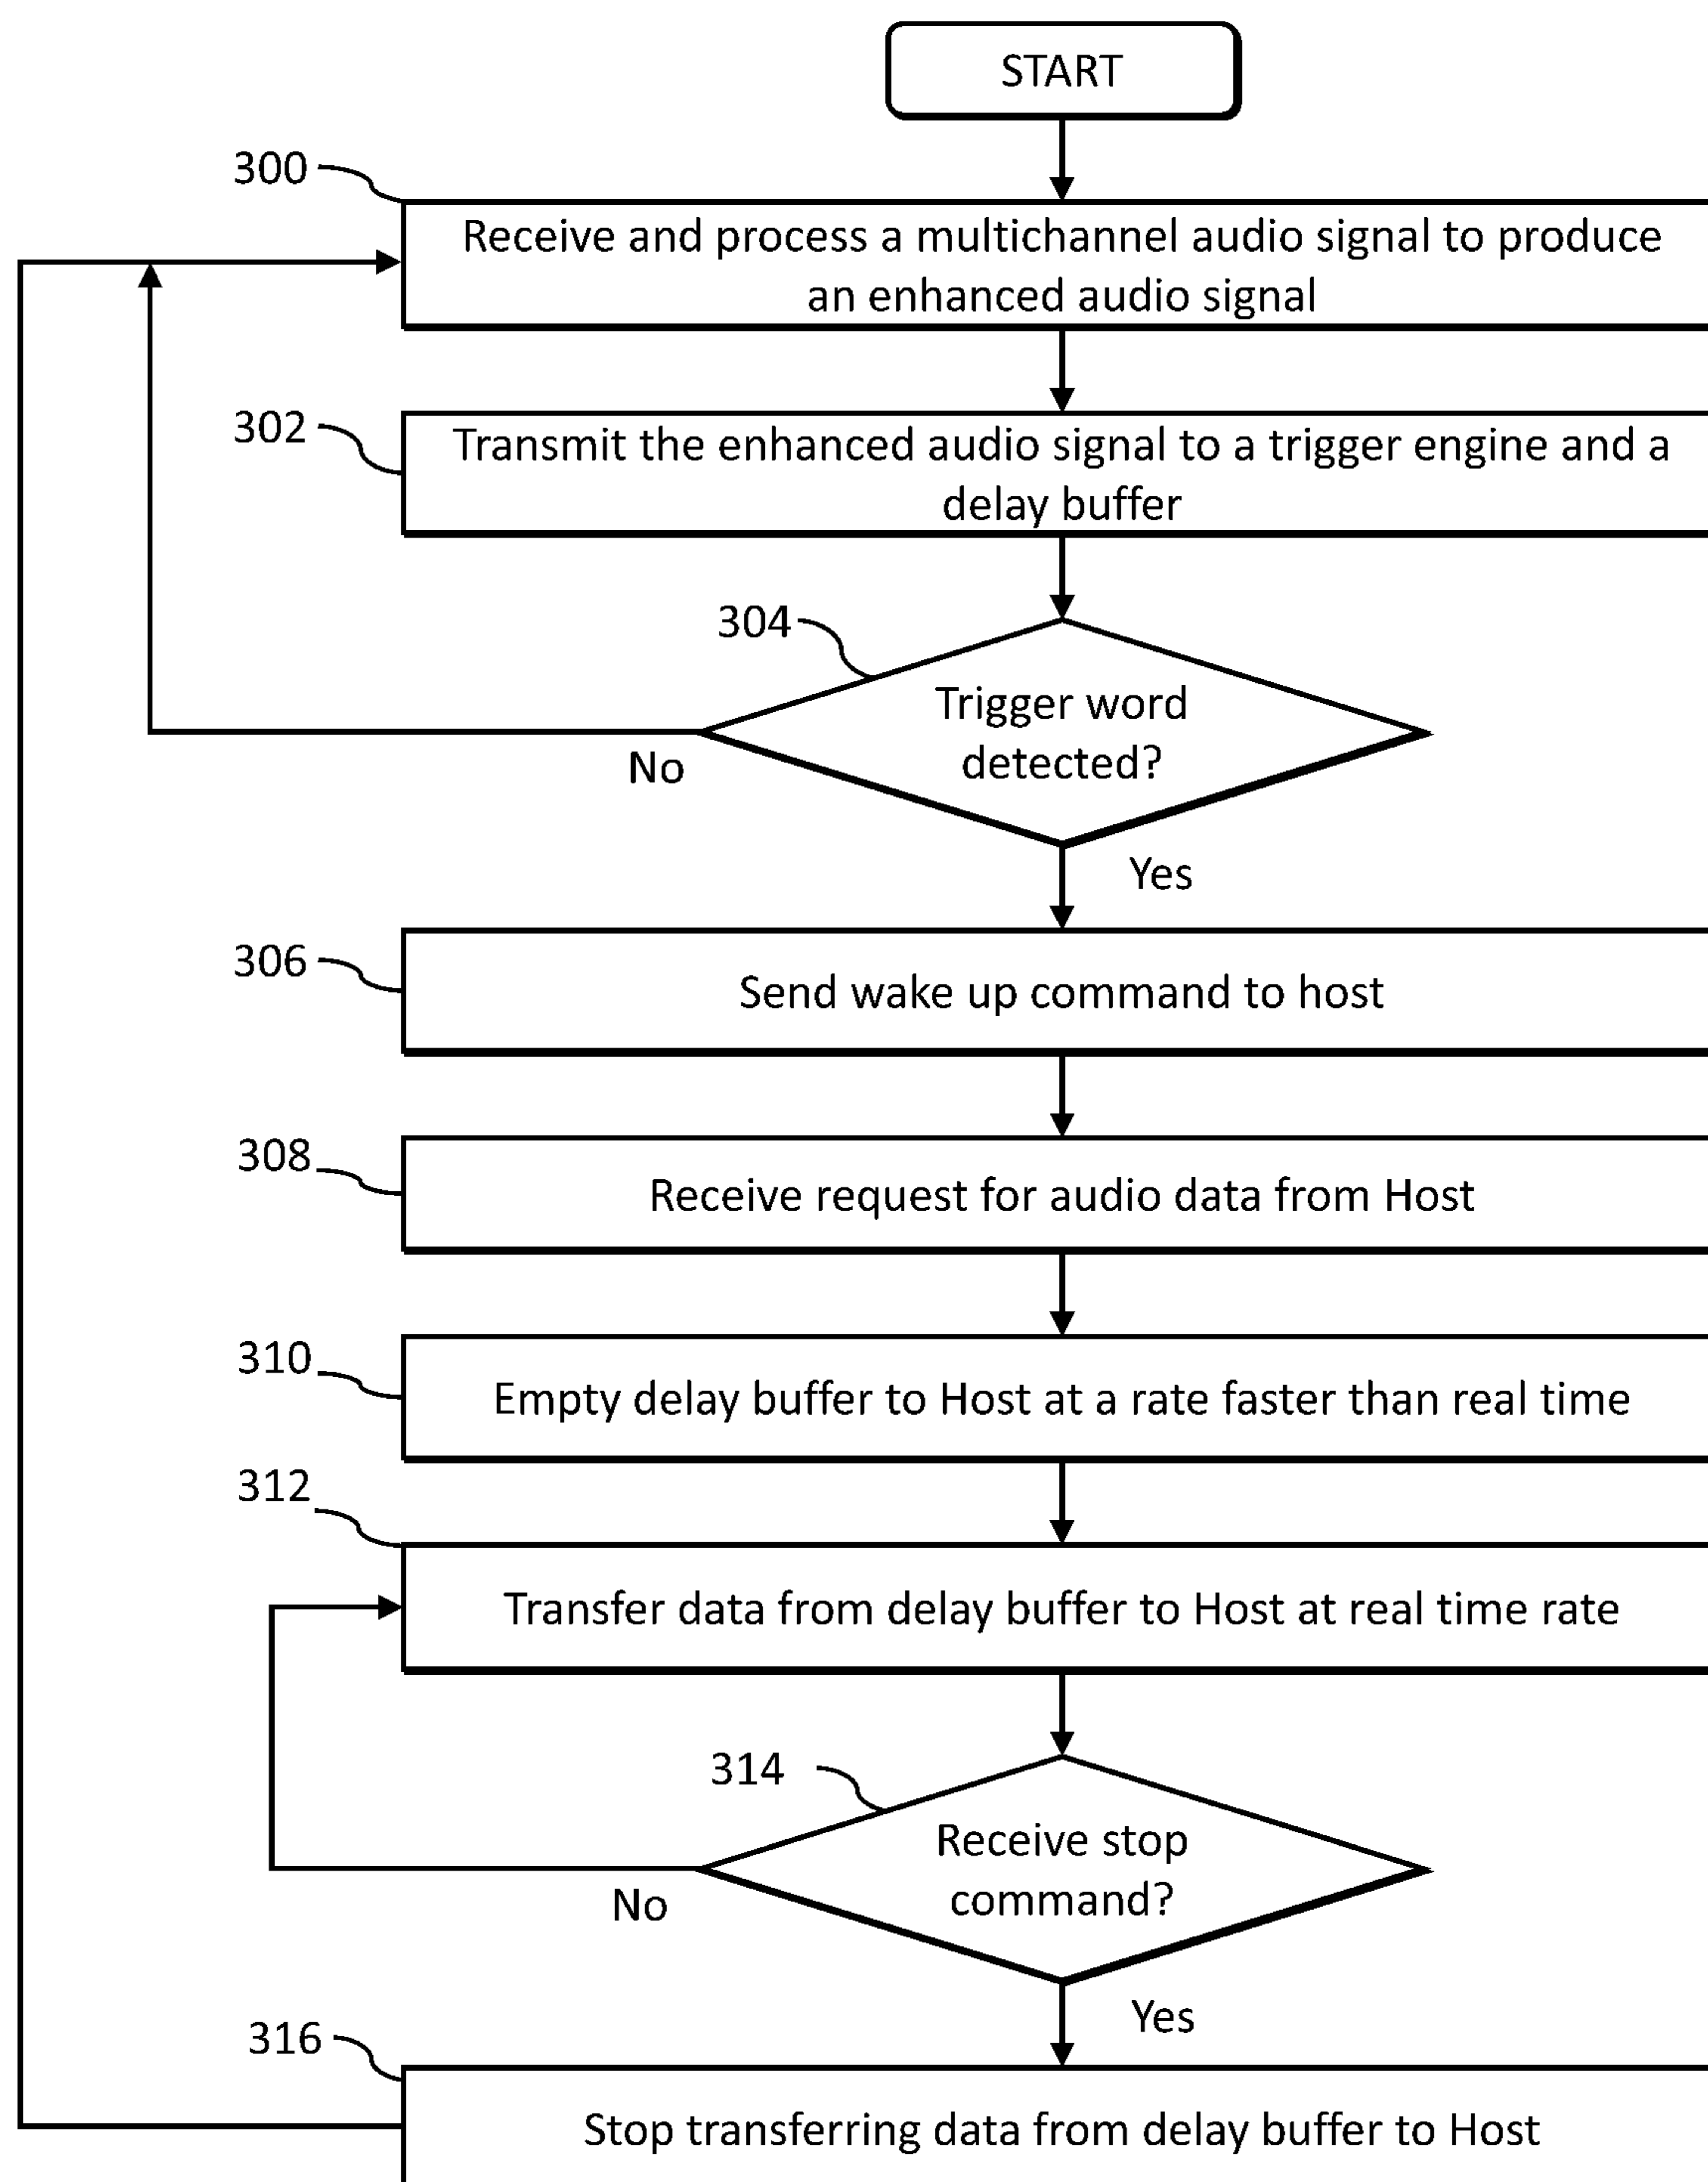 START
300
Receive and process a multichannel audio signal to produce
an enhanced audio signal
302
Transmit the enhanced audio signal to a trigger engine and a
delay buffer
304
Trigger word
detected?
No
Yes
306
Send wake up command to host
308
Receive request for audio data from Host
310
Empty delay buffer to Host at a rate faster than real time
312
Transfer data from delay buffer to Host at real time rate
314
Receive stop
command?
No
Yes
316
Stop transferring data from delay buffer to Host